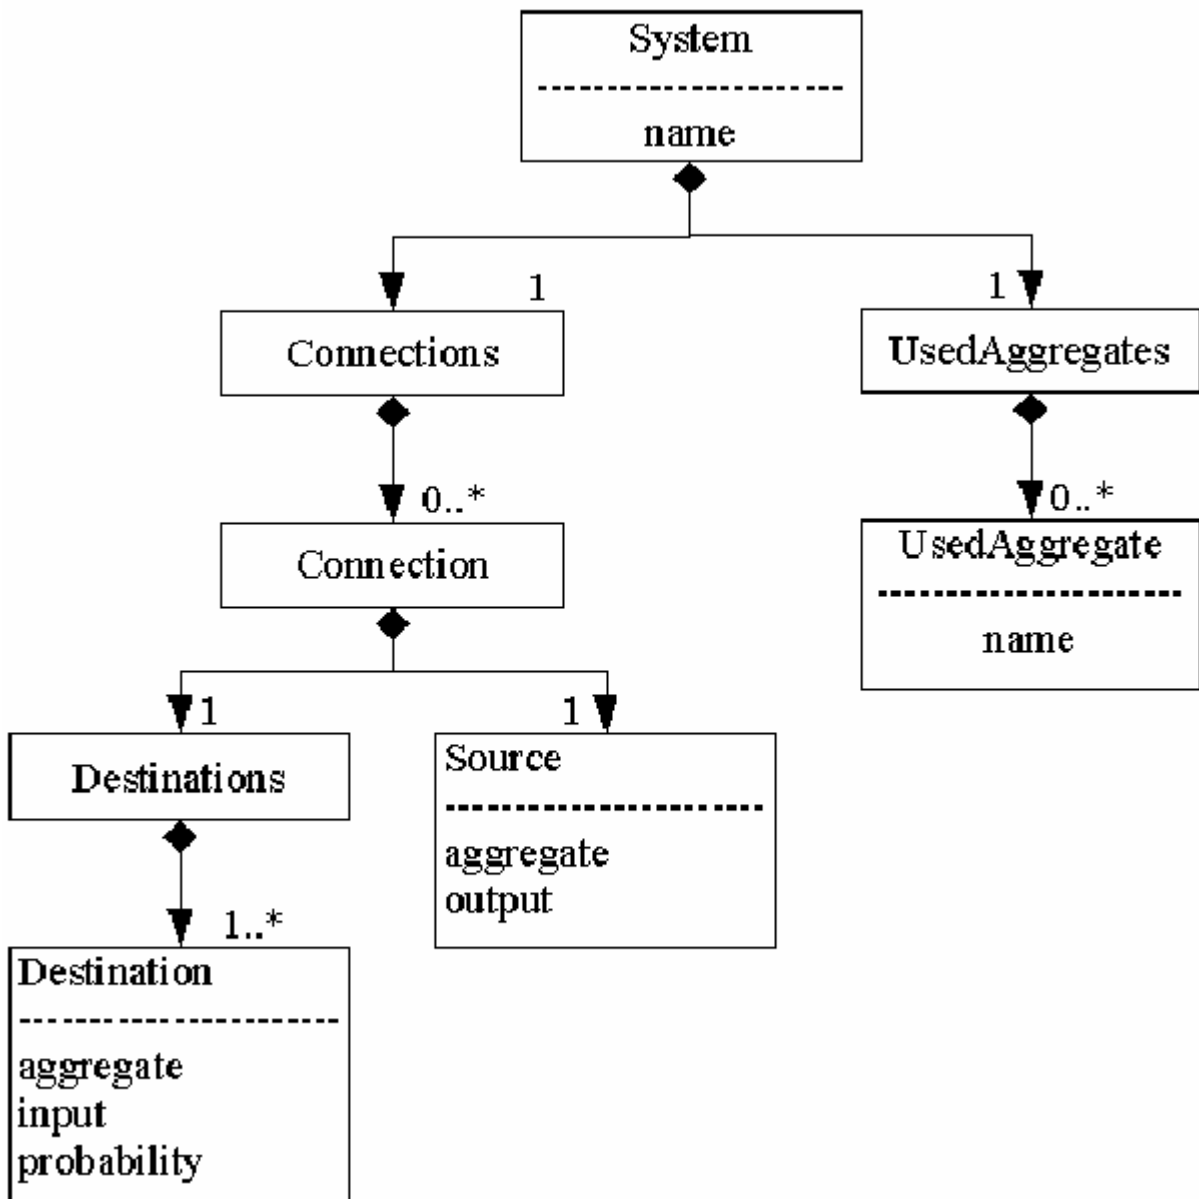 System
name
1
1
Connections
UsedAggregates
0..*
0..*
Connection
UsedAggregate
name
1
1
Destinations
Source
aggregate
output
1..*
Destination
aggregate
input
probability